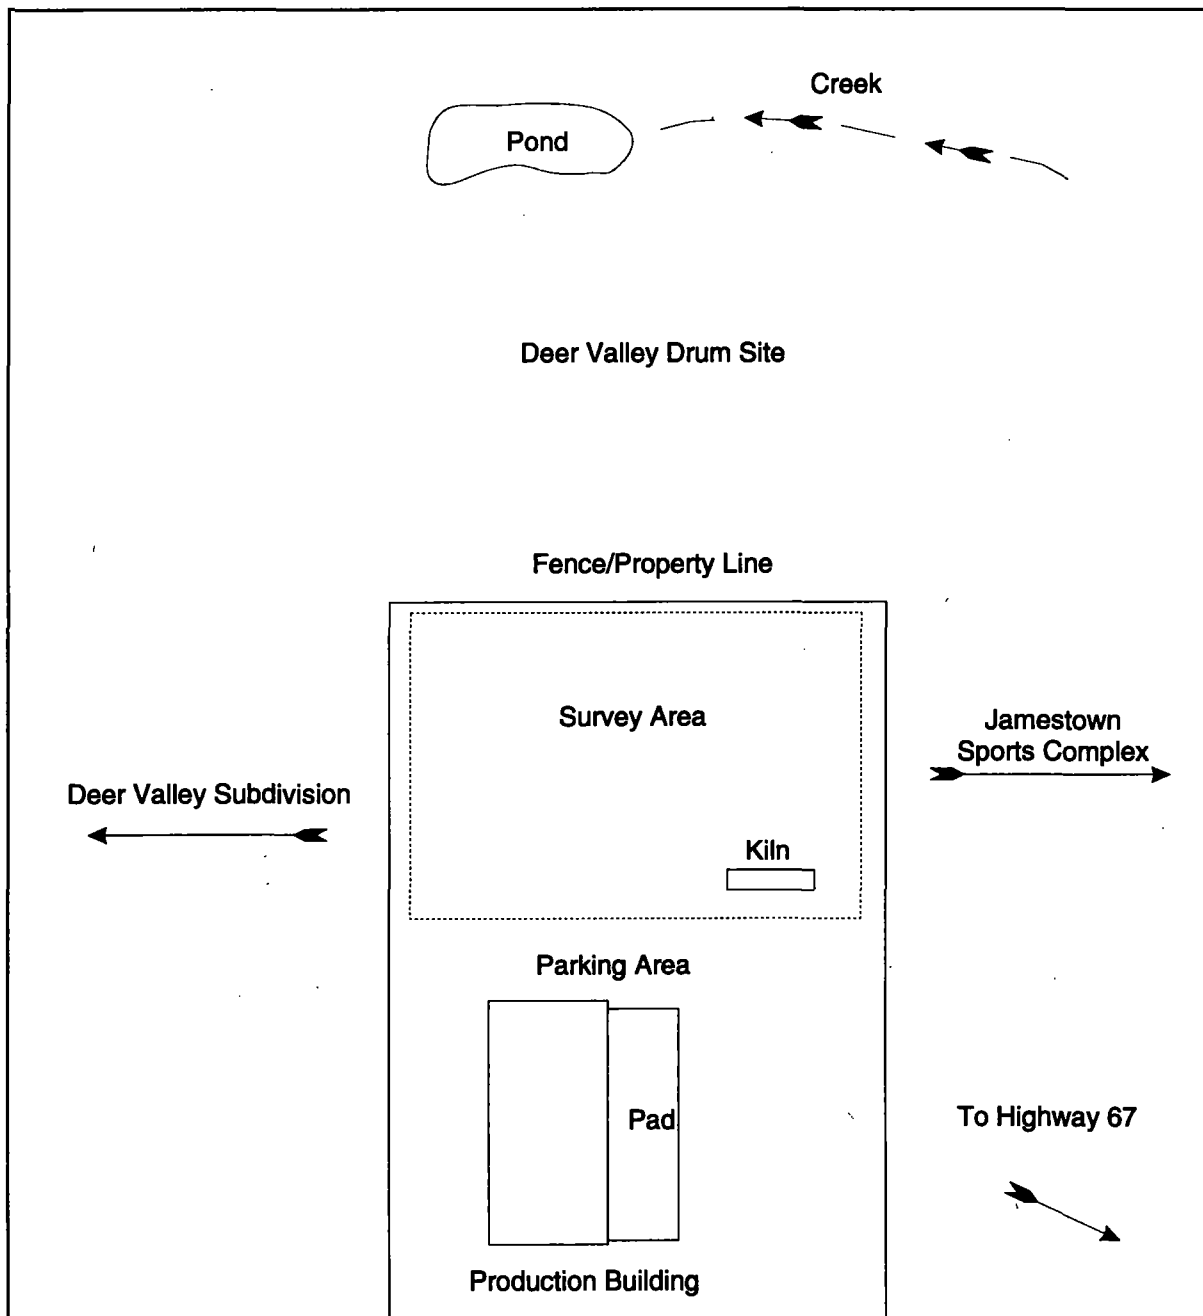 Creek
Pond
Deer Valley Drum Site
Fence/Property Line
Survey Area
Jamestown
Sports Complex
Deer Valley Subdivision
Kiln
Parking Area
Pad
To Highway 67
Production Building